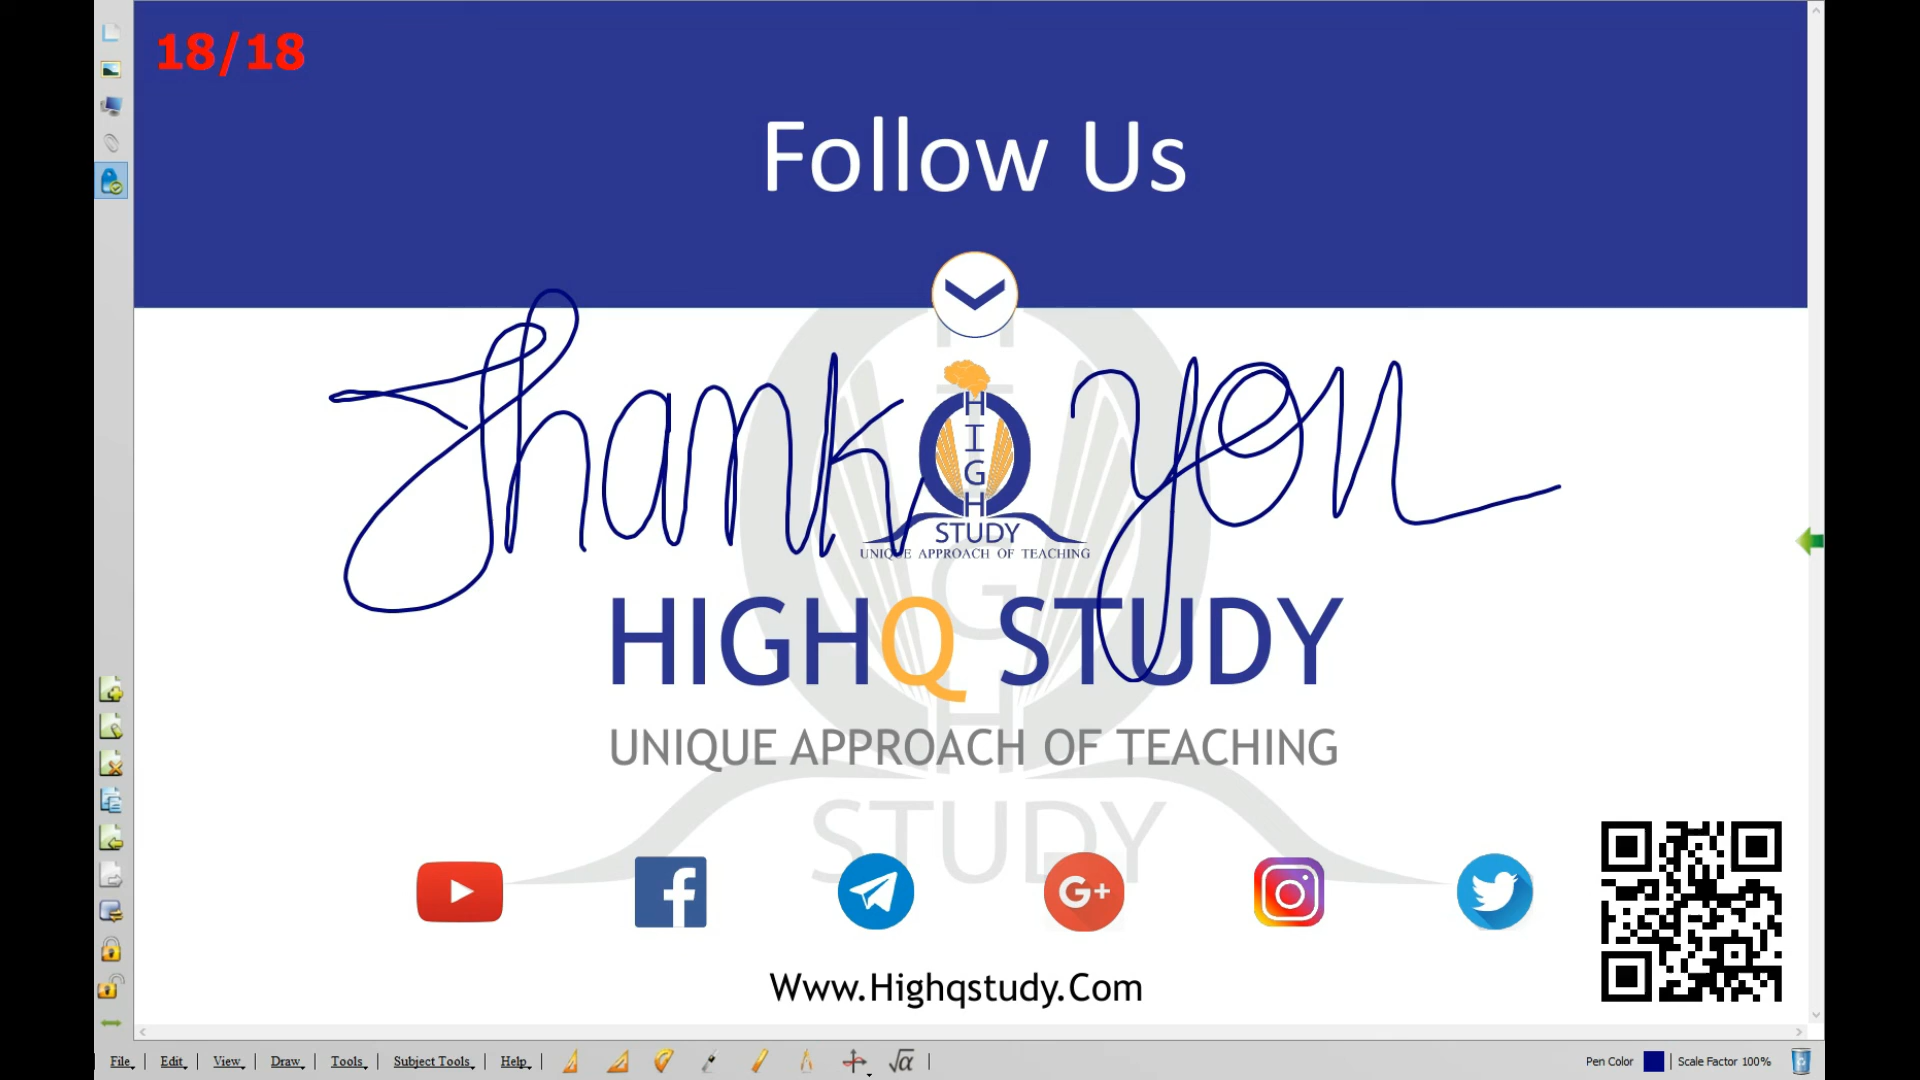 18/18
Follow Us
Thank You
HIGH
STUDY
UNIQUE APPROACH OF TEACHING
HIGHQ STUDY
UNIQUE APPROACH OF TEACHING
STUDY
G+
Www.Highqstudy.Com
File Edit View Draw Tools Subject Tools Help √α Pen Color Scale Factor 100%